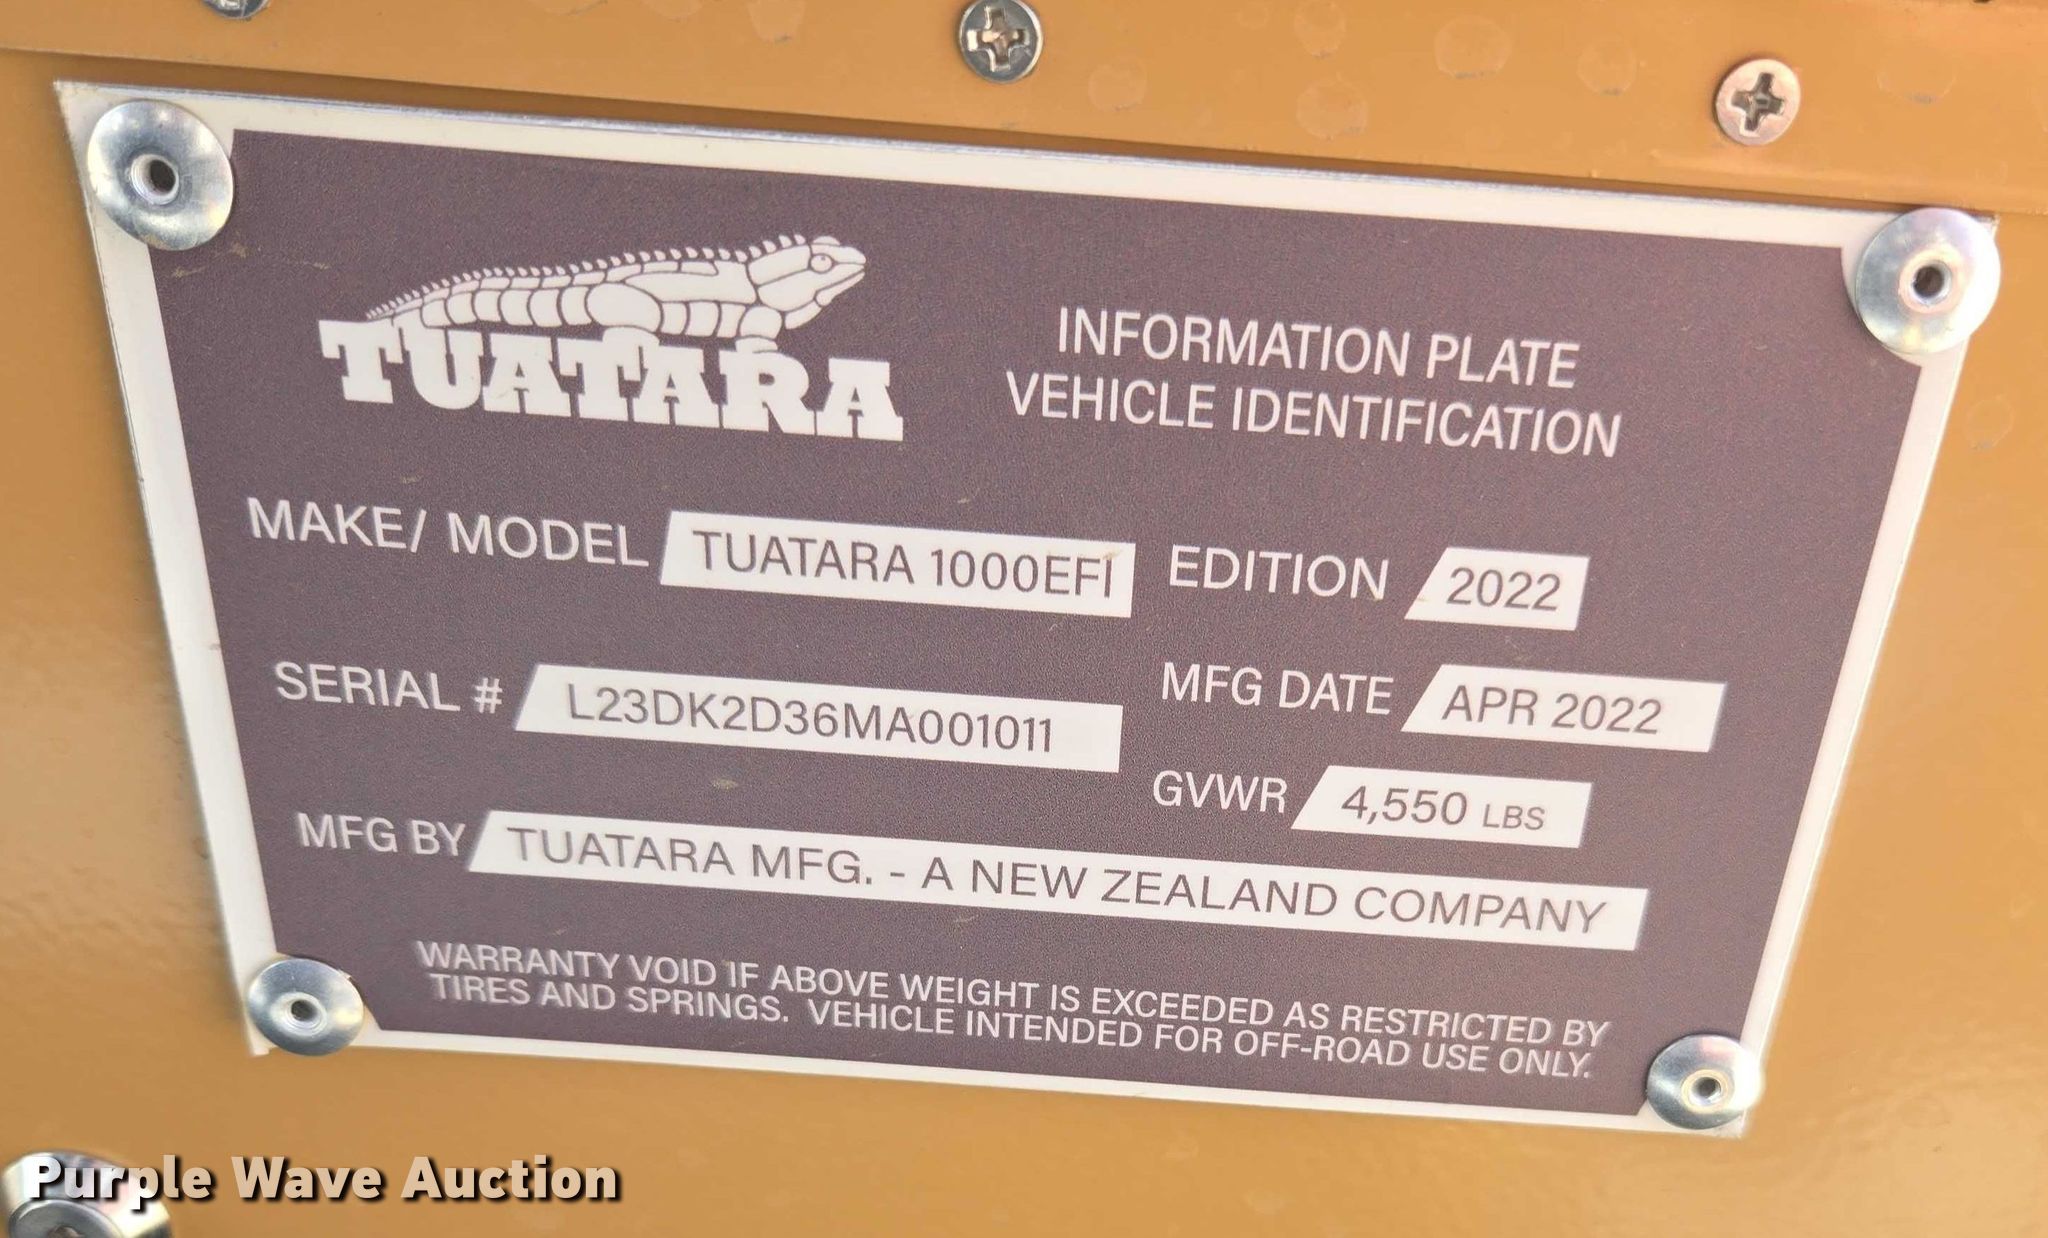 TUATARA
INFORMATION PLATE
VEHICLE IDENTIFICATION
MAKE/ MODEL TUATARA 1000EFI EDITION 2022
SERIAL # L23DK2D36MA001011 MFG DATE APR 2022
GVWR 4,550 LBS
MFG BY TUATARA MFG. - A NEW ZEALAND COMPANY
WARRANTY VOID IF ABOVE WEIGHT IS EXCEEDED AS RESTRICTED BY
TIRES AND SPRINGS. VEHICLE INTENDED FOR OFF-ROAD USE ONLY.
Purple Wave Auction